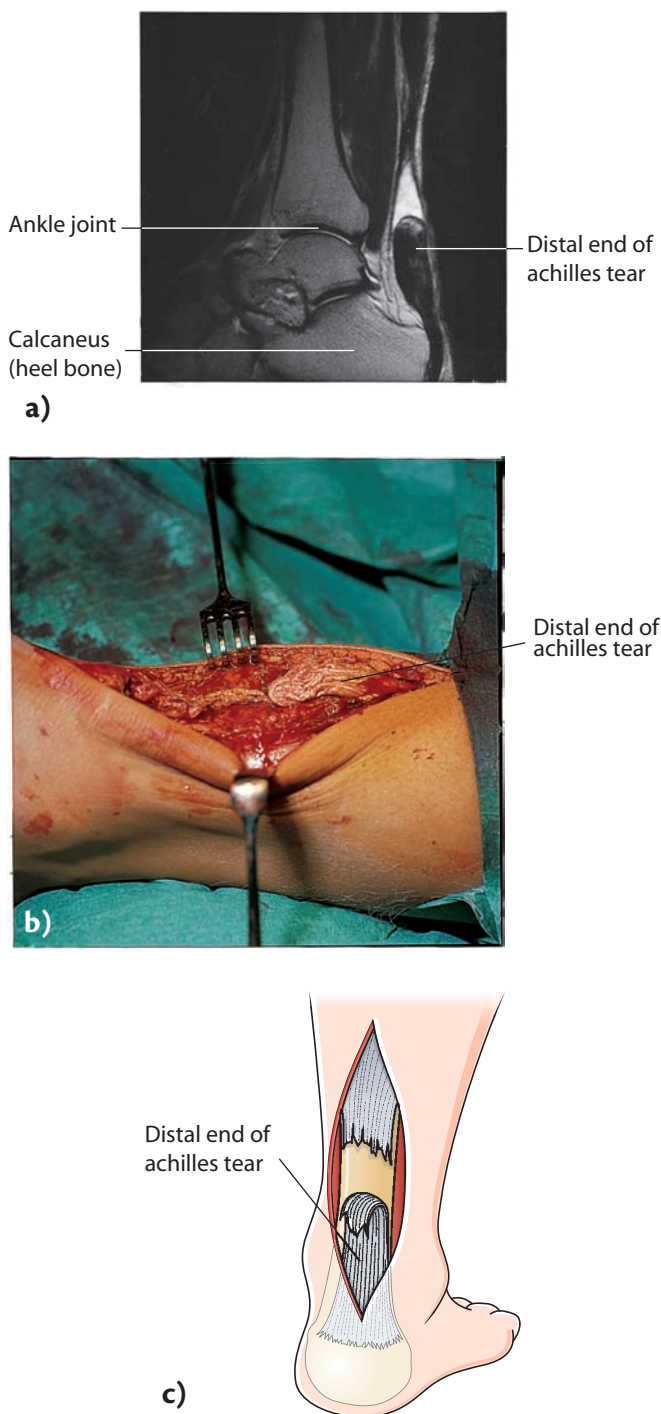 Ankle joint
Distal end of
achilles tear
Calcaneus
(heel bone)
a)
Distal end of
achilles tear
b)
Distal end of
achilles tear
c)